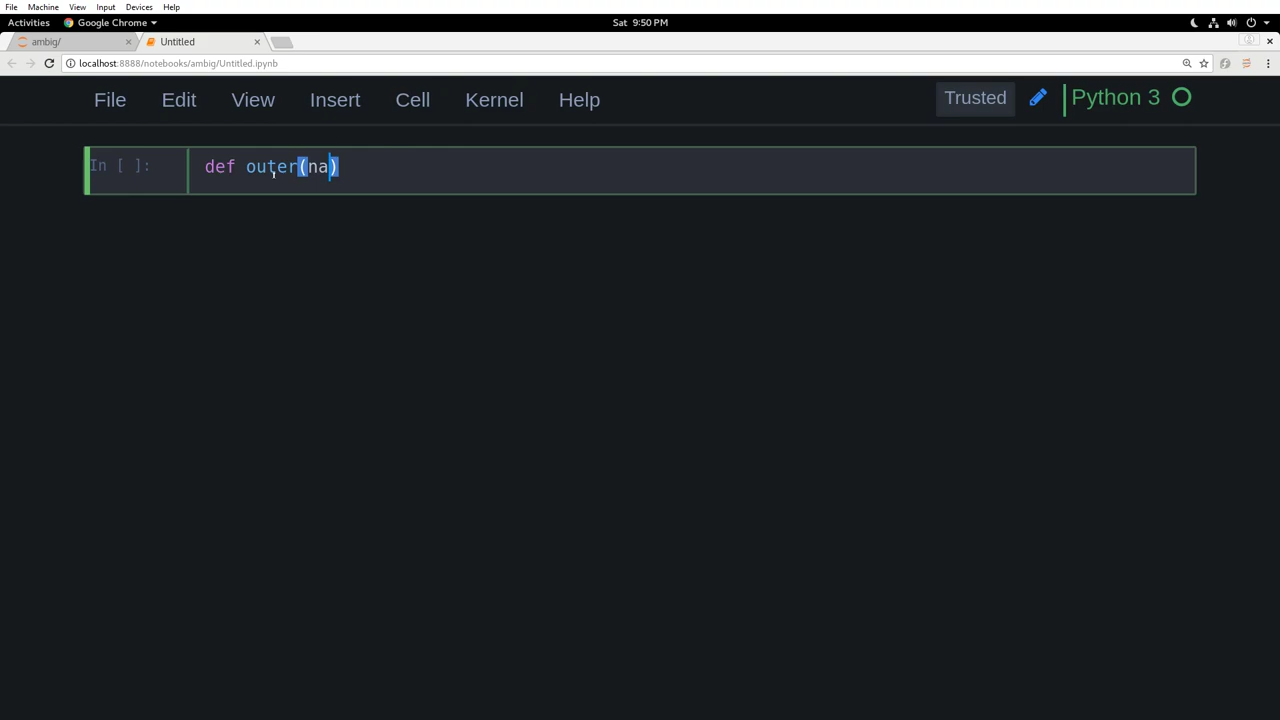 File Machine View Input Devices Help
Activities Google Chrome Sat 9:50 PM
ambig/ Untitled
localhost:8888/notebooks/ambig/Untitled.ipynb
File Edit View Insert Cell Kernel Help Trusted Python 3
In [ ]: def outer(na)